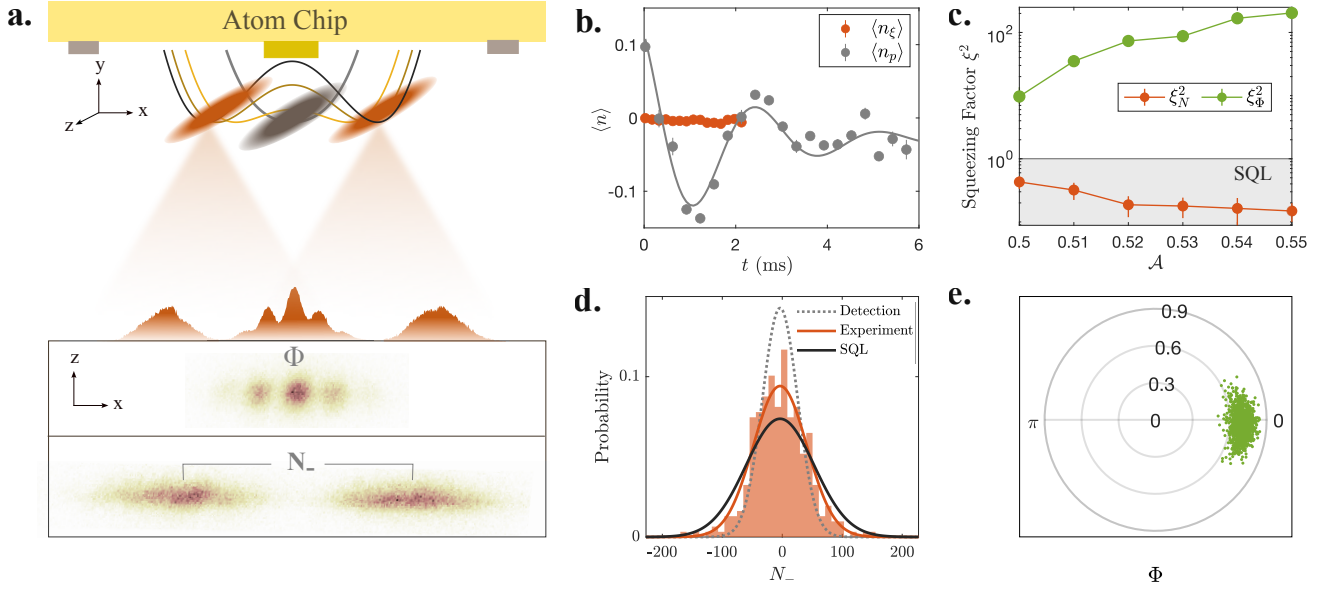 a.
Atom Chip
y
x
z
Φ
z
x
N₋
b.
⟨n_ξ⟩
⟨n_p⟩
0.1
0
-0.1
⟨n⟩
0
2
4
6
t (ms)
c.
10²
10⁰
Squeezing Factor ξ²
ξ²_N
ξ²_Φ
SQL
0.5
0.51
0.52
0.53
0.54
0.55
𝒜
d.
Detection
Experiment
SQL
0.1
0
Probability
-200
-100
0
100
200
N₋
e.
0.9
0.6
0.3
π
0
0
Φ